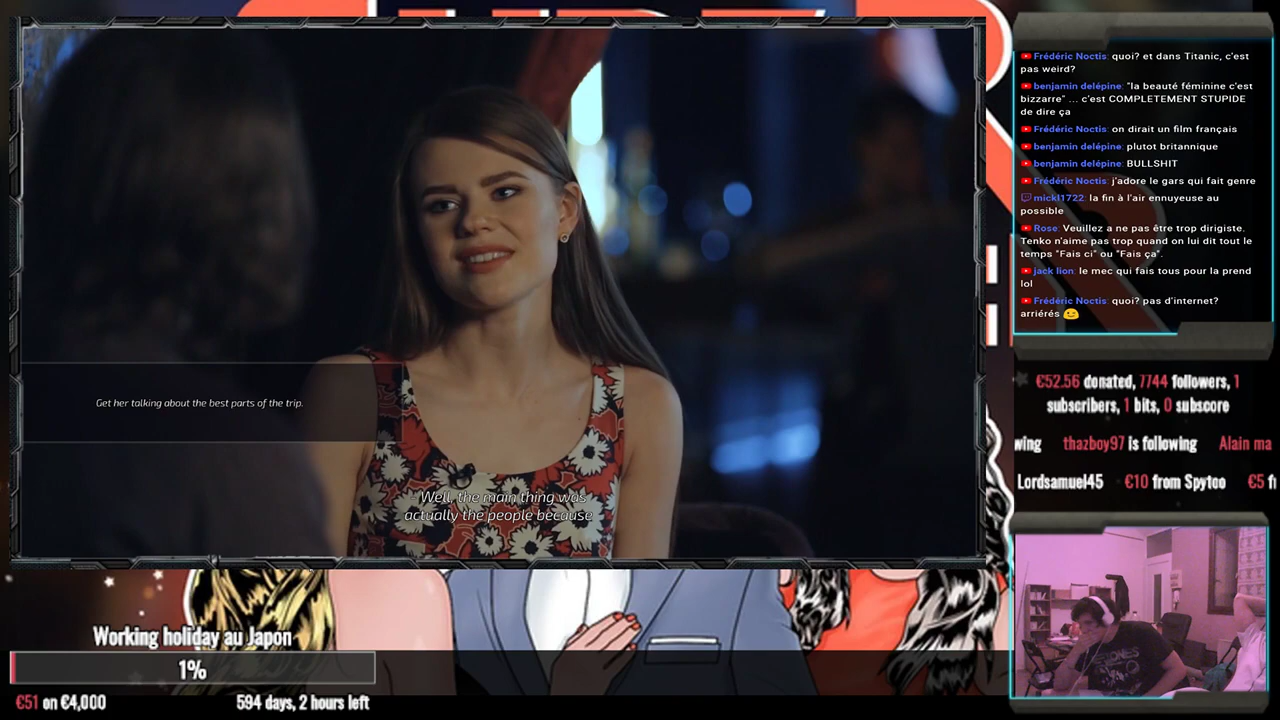 Get her talking about the best parts of the trip.
Well, the main thing was
actually the people because
Frédéric Noctis: quoi? et dans Titanic, c'est
pas weird?
benjamin delépine: "la beauté féminine c'est
bizzarre" ... c'est COMPLETEMENT STUPIDE
de dire ça
Frédéric Noctis: on dirait un film français
benjamin delépine: plutot britannique
benjamin delépine: BULLSHIT
Frédéric Noctis: j'adore le gars qui fait genre
mickl1722: la fin à l'air ennuyeuse au
possible
Rose: Veuillez a ne pas être trop dirigiste.
Tenko n'aime pas trop quand on lui dit tout le
temps "Fais ci" ou "Fais ça".
jack lion: le mec qui fais tous pour la prend
lol
Frédéric Noctis: quoi? pas d'internet?
arriérés 😉
€52.56 donated, 7744 followers, 1
subscribers, 1 bits, 0 subscore
wing thazboy97 is following Alain ma
Lordsamuel45 €10 from Spytoo €5 f
Working holiday au Japon
1%
€51 on €4,000 594 days, 2 hours left